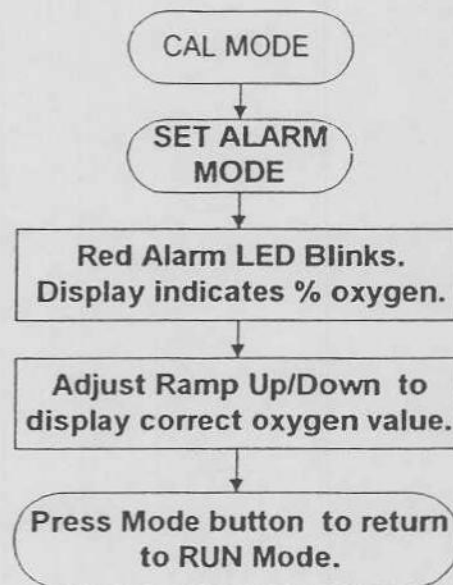 CAL MODE
SET ALARM
MODE
Red Alarm LED Blinks.
Display indicates % oxygen.
Adjust Ramp Up/Down to
display correct oxygen value.
Press Mode button to return
to RUN Mode.